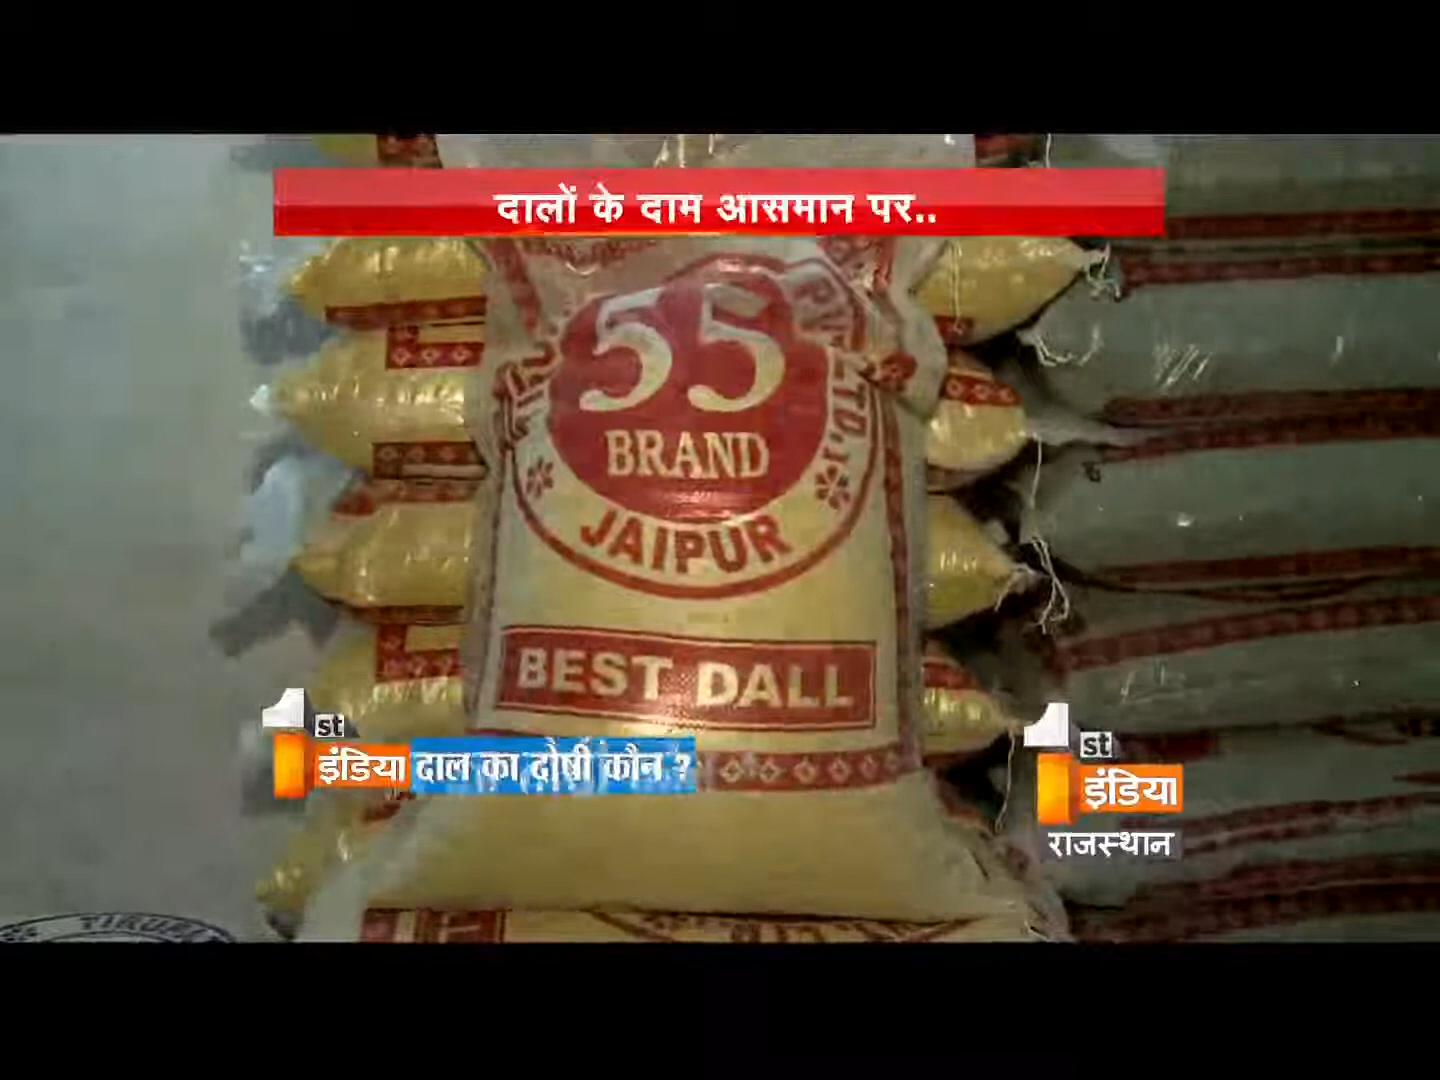 दालों के दाम आसमान पर..
55
BRAND
JAIPUR
BEST DALL
1st
इंडिया दाल का दोषी कौन ?
1st
इंडिया
राजस्थान